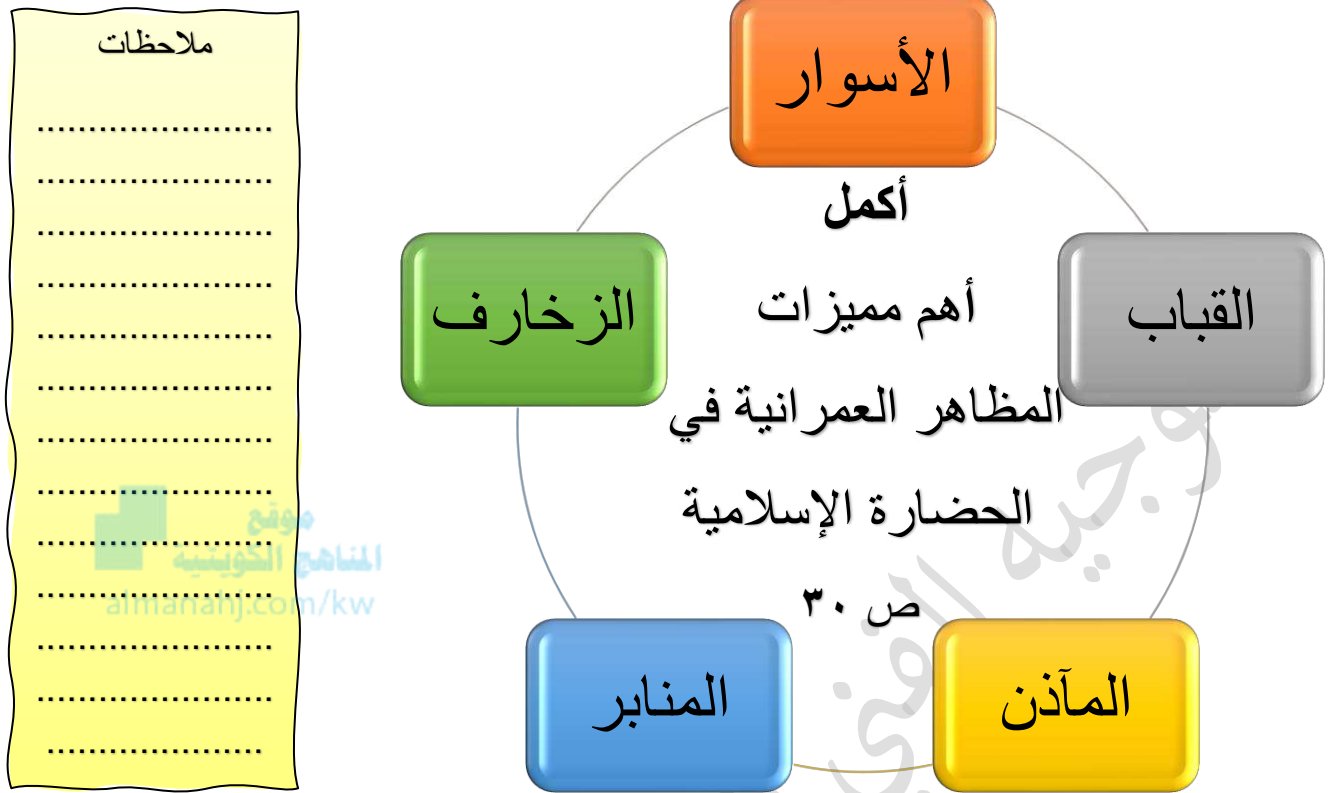 الأسوار
أكمل
أهم مميزات
المظاهر العمرانية في
الحضارة الإسلامية
ص ٣٠
القباب
المآذن
المنابر
الزخارف
ملاحظات
......................
......................
......................
......................
......................
......................
......................
......................
......................
......................
......................
......................
....................
موقع
المناهج الكويتية
almanahj.com/kw